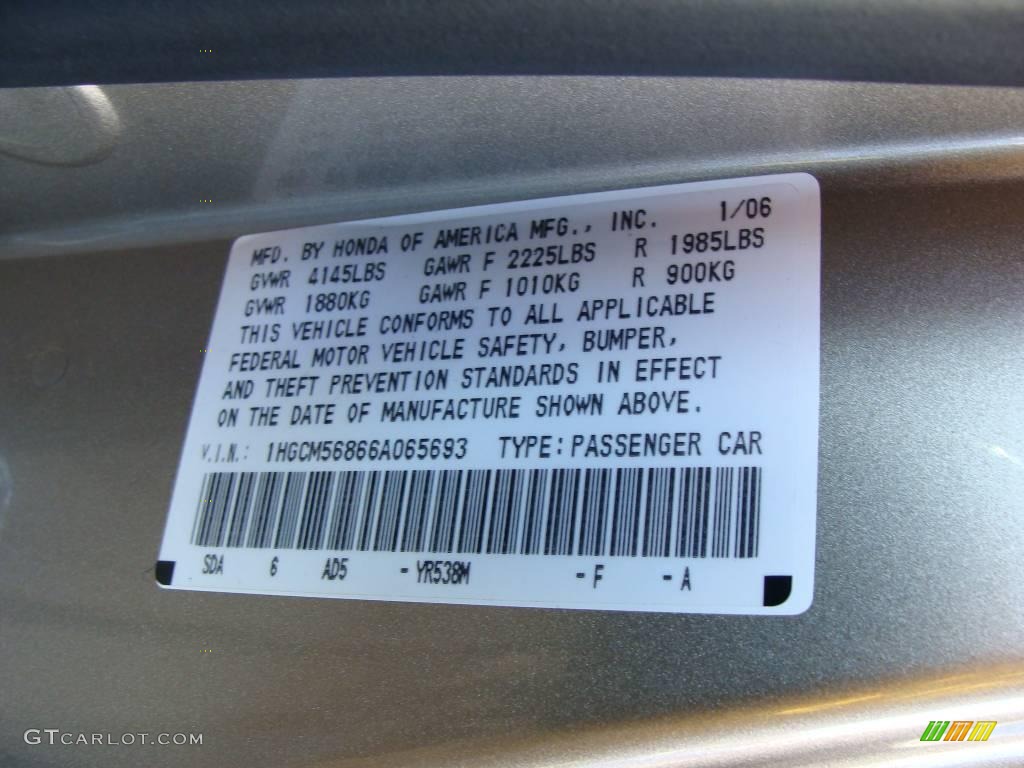 MFD. BY HONDA OF AMERICA MFG., INC. 1/06
GVWR 4145LBS GAWR F 2225LBS R 1985LBS
GVWR 1880KG GAWR F 1010KG R 900KG
THIS VEHICLE CONFORMS TO ALL APPLICABLE
FEDERAL MOTOR VEHICLE SAFETY, BUMPER,
AND THEFT PREVENTION STANDARDS IN EFFECT
ON THE DATE OF MANUFACTURE SHOWN ABOVE.
V.I.N.: 1HGCM56866A065693 TYPE: PASSENGER CAR
SDA 6 AD5 - YR538M - F - A
GTCARLOT.COM